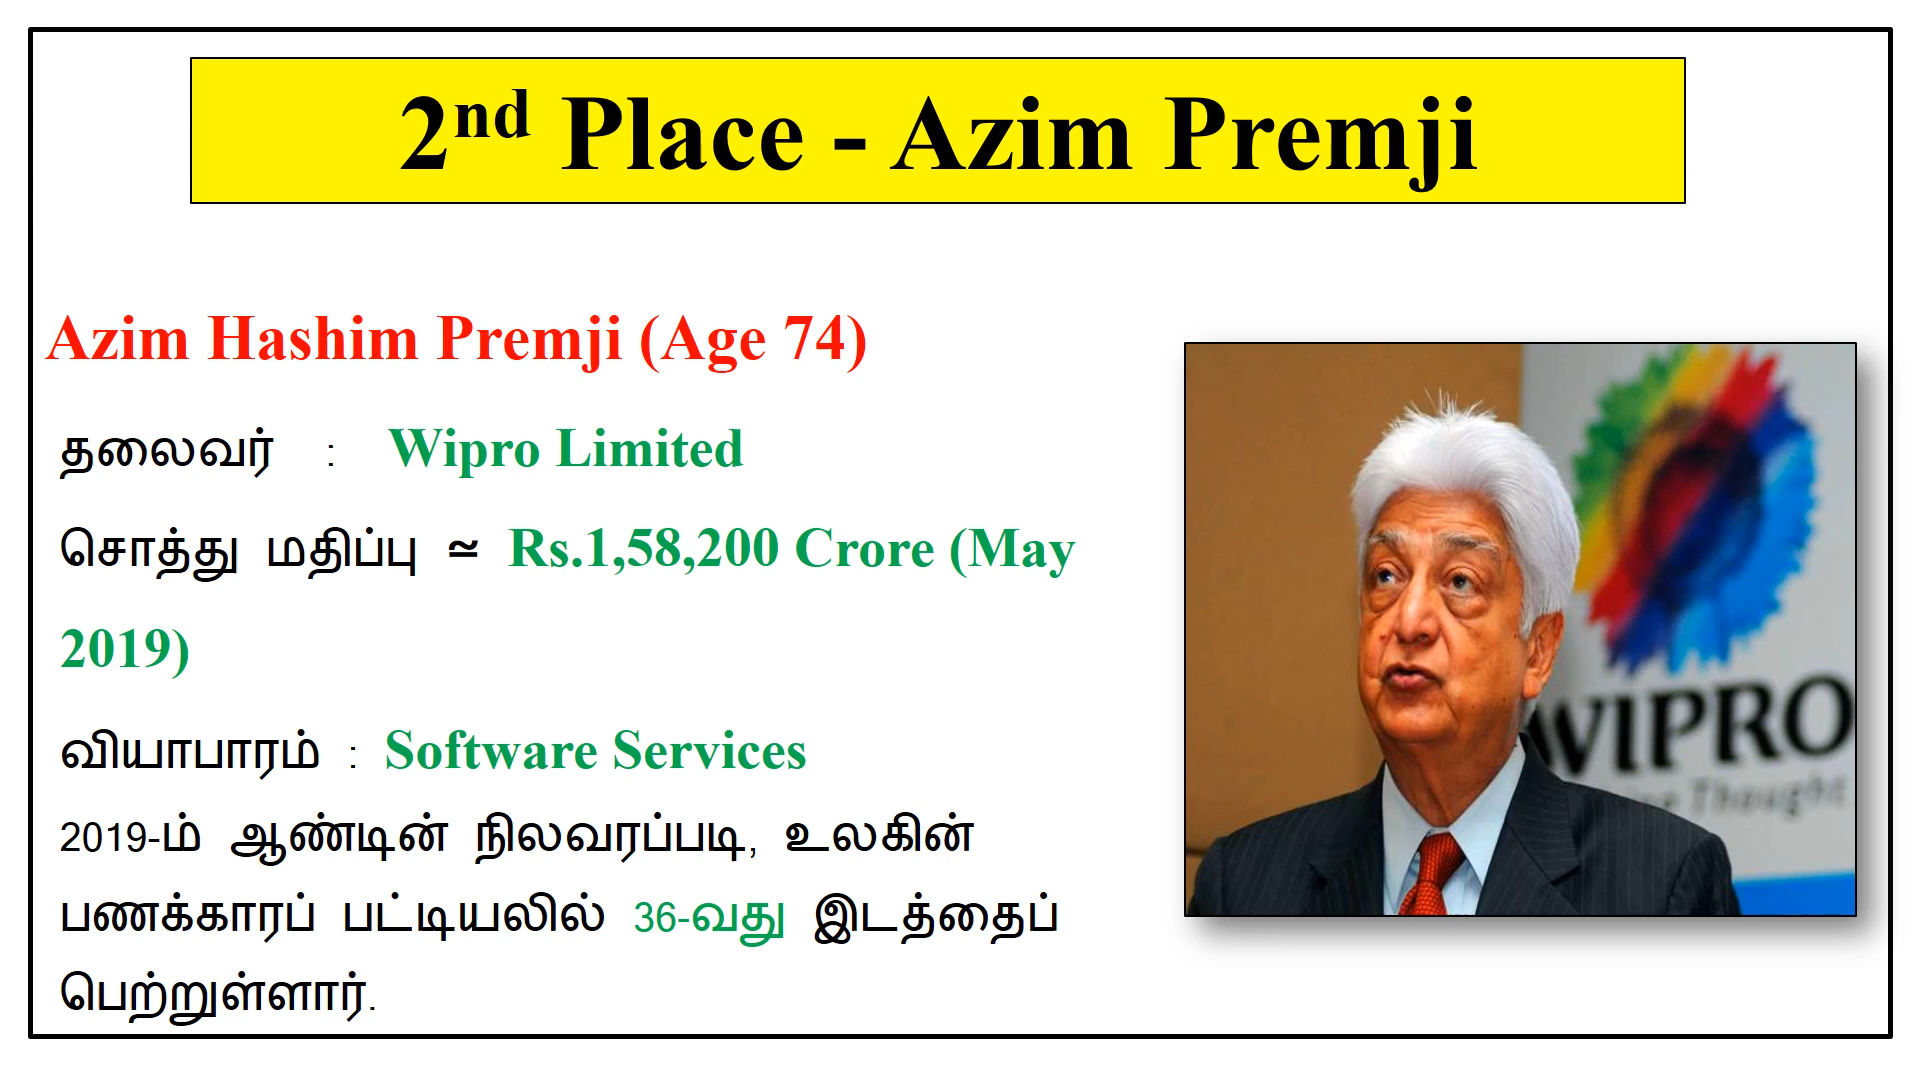 2nd Place - Azim Premji
Azim Hashim Premji (Age 74)
தலைவர் : Wipro Limited
சொத்து மதிப்பு ≃ Rs.1,58,200 Crore (May
2019)
வியாபாரம் : Software Services
2019-ம் ஆண்டின் நிலவரப்படி, உலகின்
பணக்காரப் பட்டியலில் 36-வது இடத்தைப்
பெற்றுள்ளார்.
WIPRO
Thought